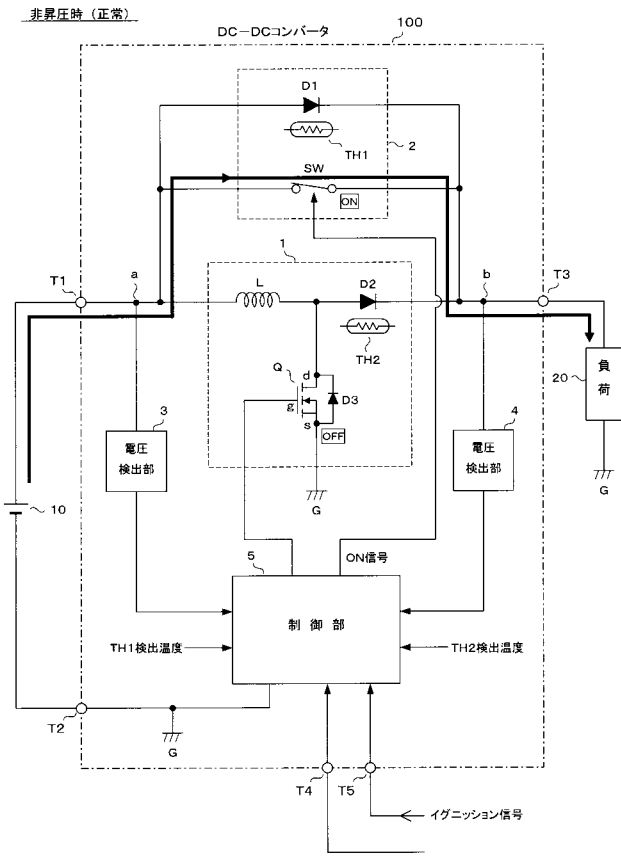 非昇圧時(正常)
DC-DCコンバータ
100
D1
TH1
2
SW
ON
1
T1
a
L
D2
b
T3
TH2
Q
d
g
s
D3
OFF
G
20
負荷
G
3
電圧
検出部
4
電圧
検出部
10
ON信号
5
制御部
TH1検出温度
TH2検出温度
T2
G
T4
T5
イグニッション信号